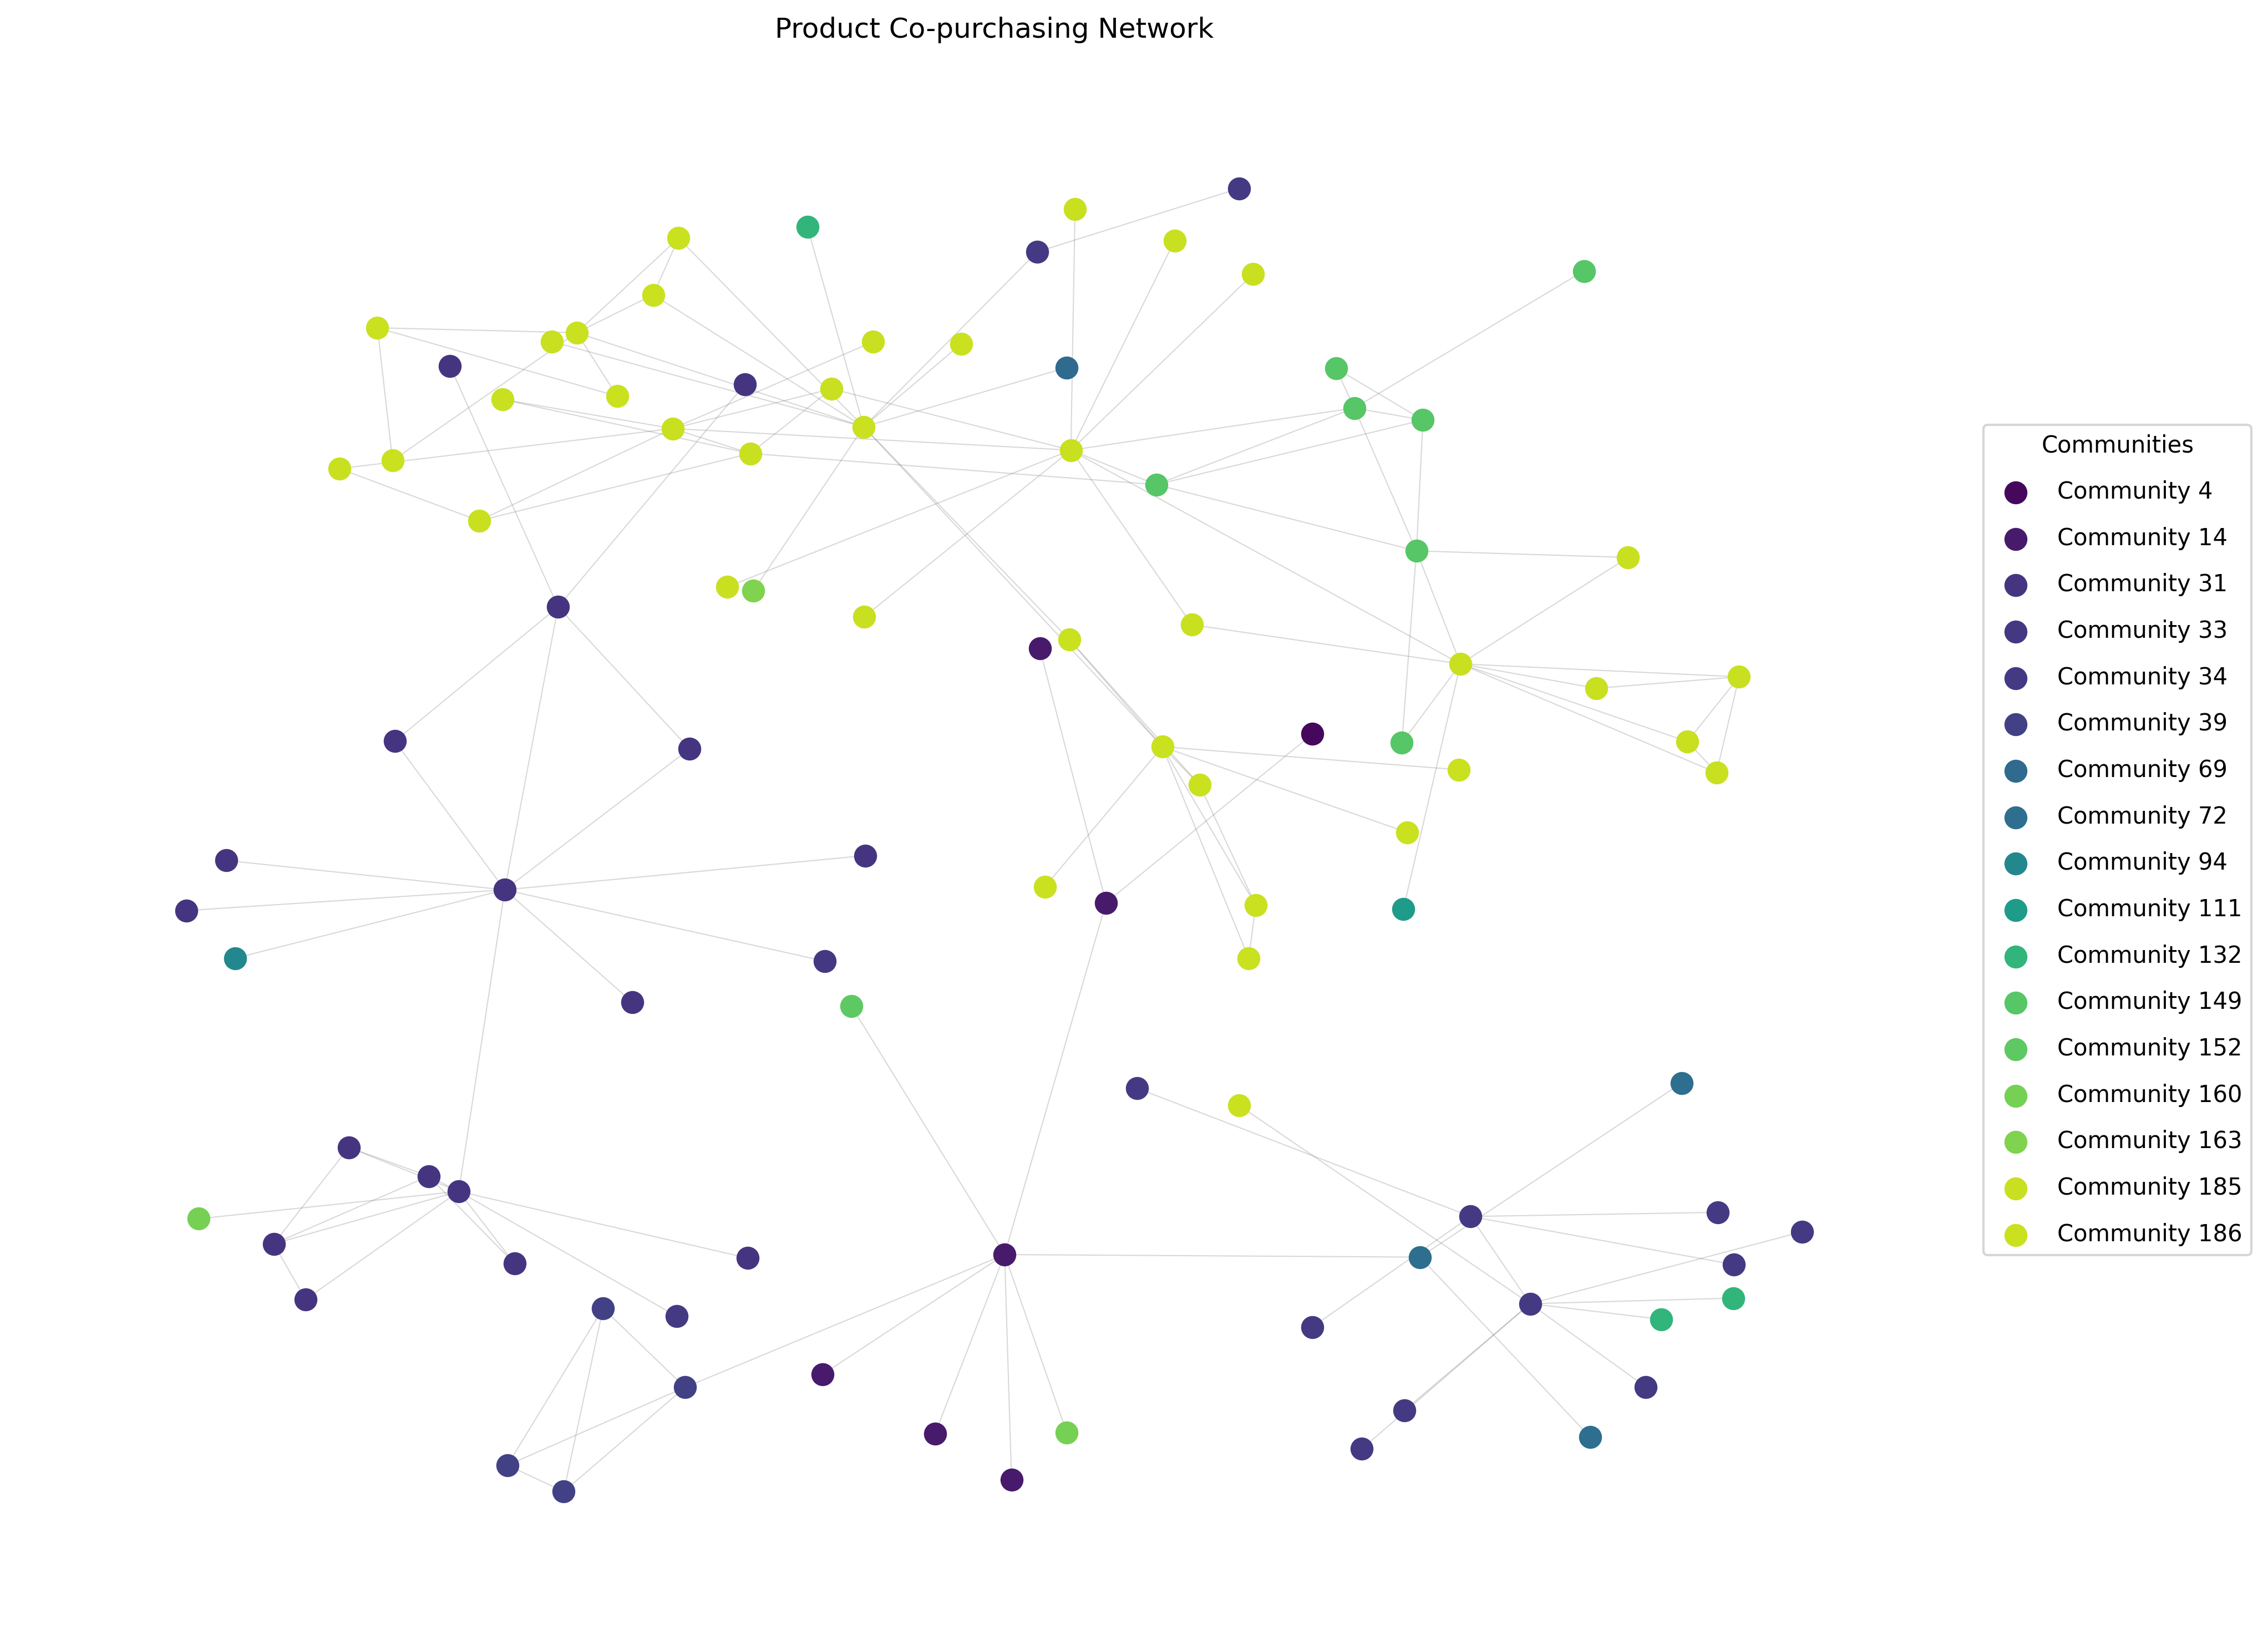 Product Co-purchasing Network
Communities
Community 4
Community 14
Community 31
Community 33
Community 34
Community 39
Community 69
Community 72
Community 94
Community 111
Community 132
Community 149
Community 152
Community 160
Community 163
Community 185
Community 186